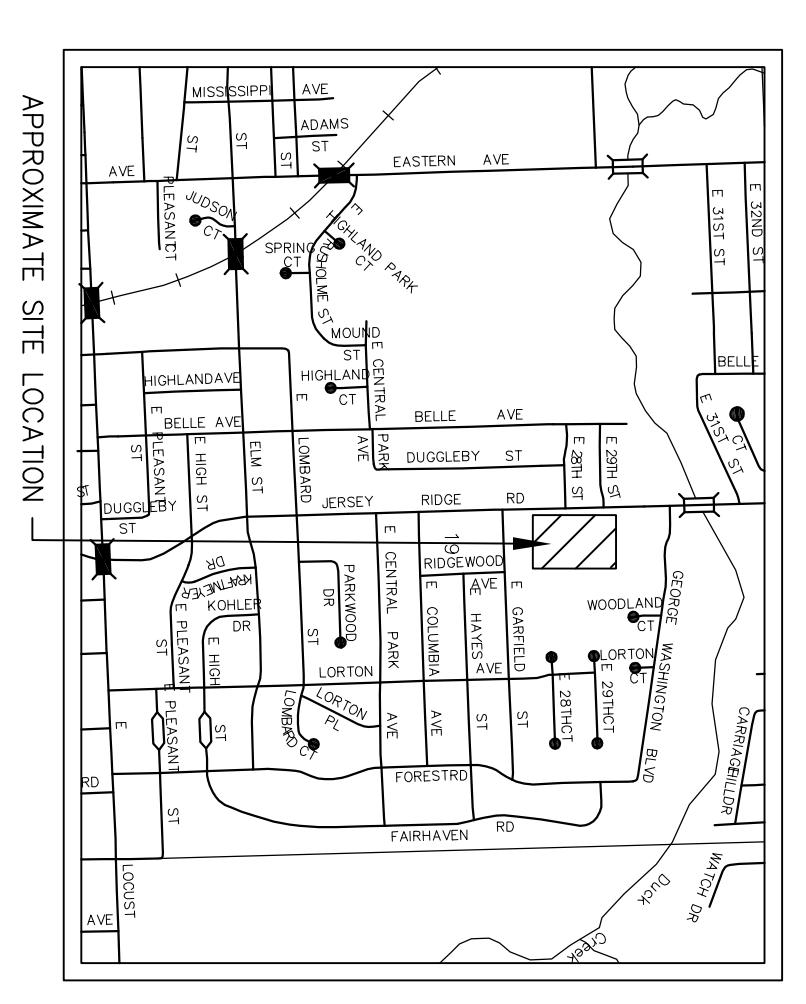 APPROXIMATE SITE LOCATION
MISSISSIPPI AVE
ADAMS
ST
ST
ST
ST
EASTERN AVE
AVE
PLEASANT
CT
JUDSON
CT
E 31ST ST
E 32ND ST
E
RUSHOLME ST
HIGHLAND PARK
CT
SPRING
CT
MOUND
ST
E CENTRAL
PARK
AVE
HIGHLAND
CT
HIGHLAND AVE
E
BELLE AVE
BELLE AVE
BELLE
E 31ST ST
CT
E
PLEASANT
ST
E HIGH ST
ELM ST
LOMBARD
DUGGLEBY ST
E 28TH ST
E 29TH ST
ST
DUGGLEBY
ST
JERSEY RIDGE RD
19
RIDGEWOOD
AVE
KRAFTMEYER
DR
KOHLER
DR
PARKWOOD
DR
ST
E CENTRAL PARK
AVE
E COLUMBIA
AVE
E HAYES
ST
E GARFIELD
ST
WOODLAND
CT
GEORGE WASHINGTON BLVD
E PLEASANT
ST
E HIGH
ST
LORTON AVE
LORTON
CT
E 28TH CT
E 29TH CT
LORTON
PL
LOMBARD CT
E
E PLEASANT
ST
RD
FOREST RD
FAIRHAVEN RD
CARRIAGE HILL DR
WATCH DR
Duck
Creek
LOCUST
AVE